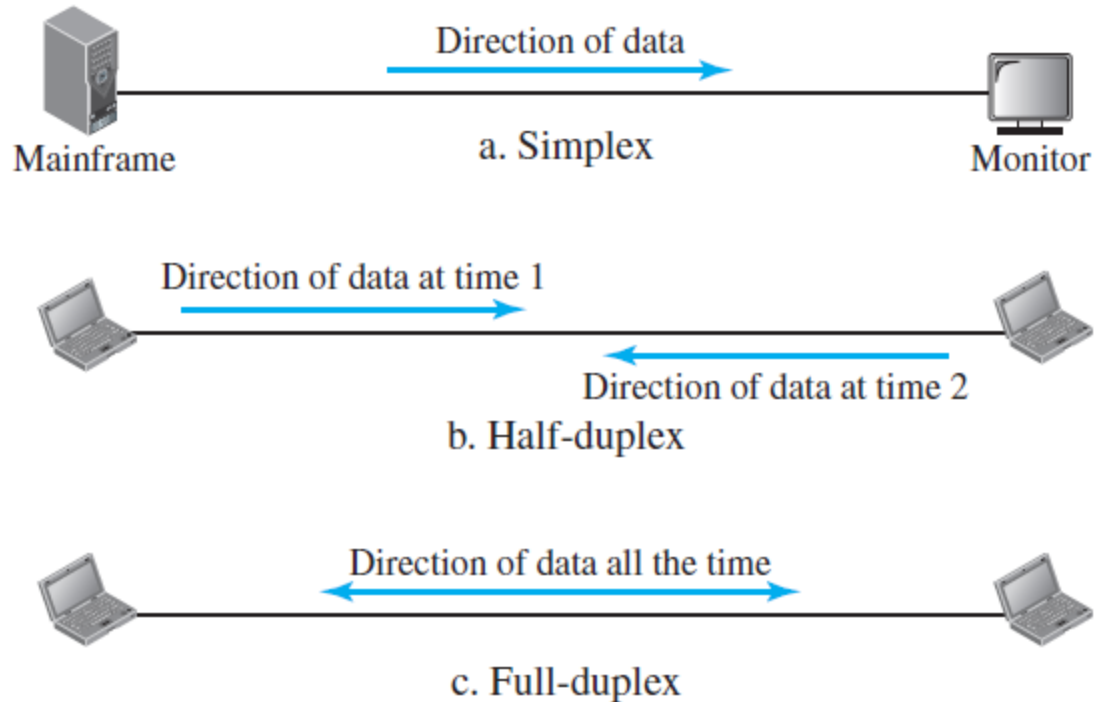 Direction of data
Mainframe
a. Simplex
Monitor
Direction of data at time 1
Direction of data at time 2
b. Half-duplex
Direction of data all the time
c. Full-duplex